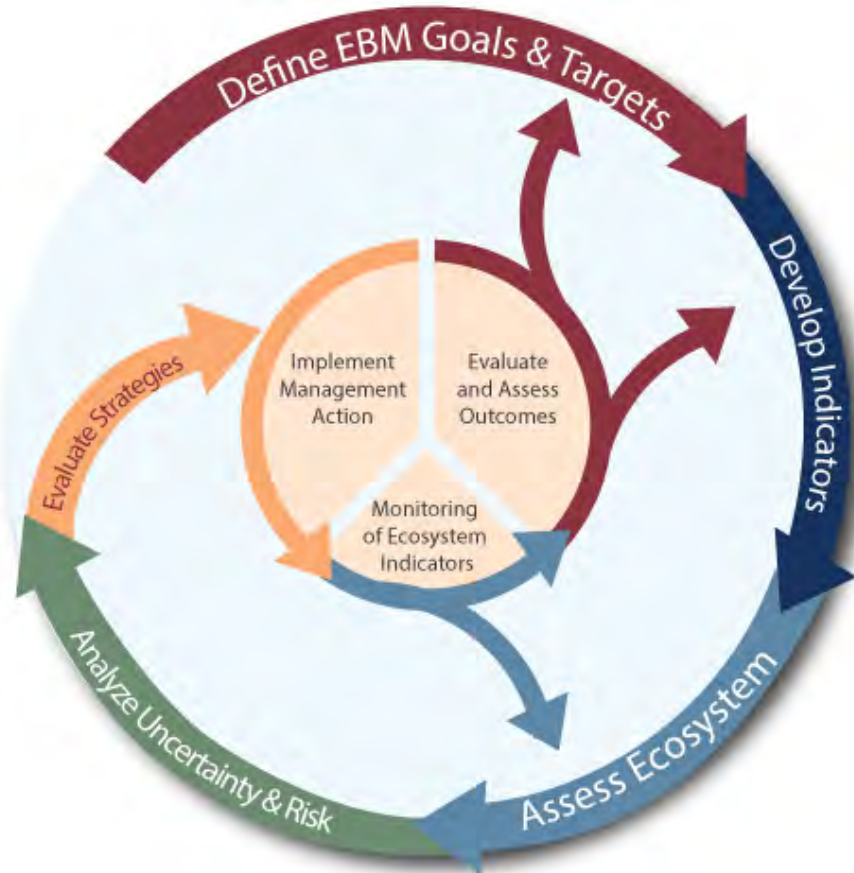 Define EBM Goals & Targets
Develop Indicators
Assess Ecosystem
Analyze Uncertainty & Risk
Evaluate Strategies
Implement
Management
Action
Evaluate
and Assess
Outcomes
Monitoring
of Ecosystem
Indicators